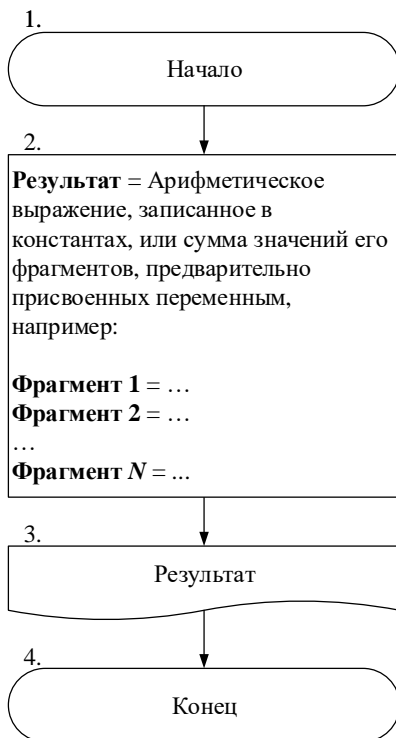 1.
Начало
2.
Результат = Арифметическое
выражение, записанное в
константах, или сумма значений его
фрагментов, предварительно
присвоенных переменным,
например:
Фрагмент 1 = …
Фрагмент 2 = …
…
Фрагмент N = ...
3.
Результат
4.
Конец